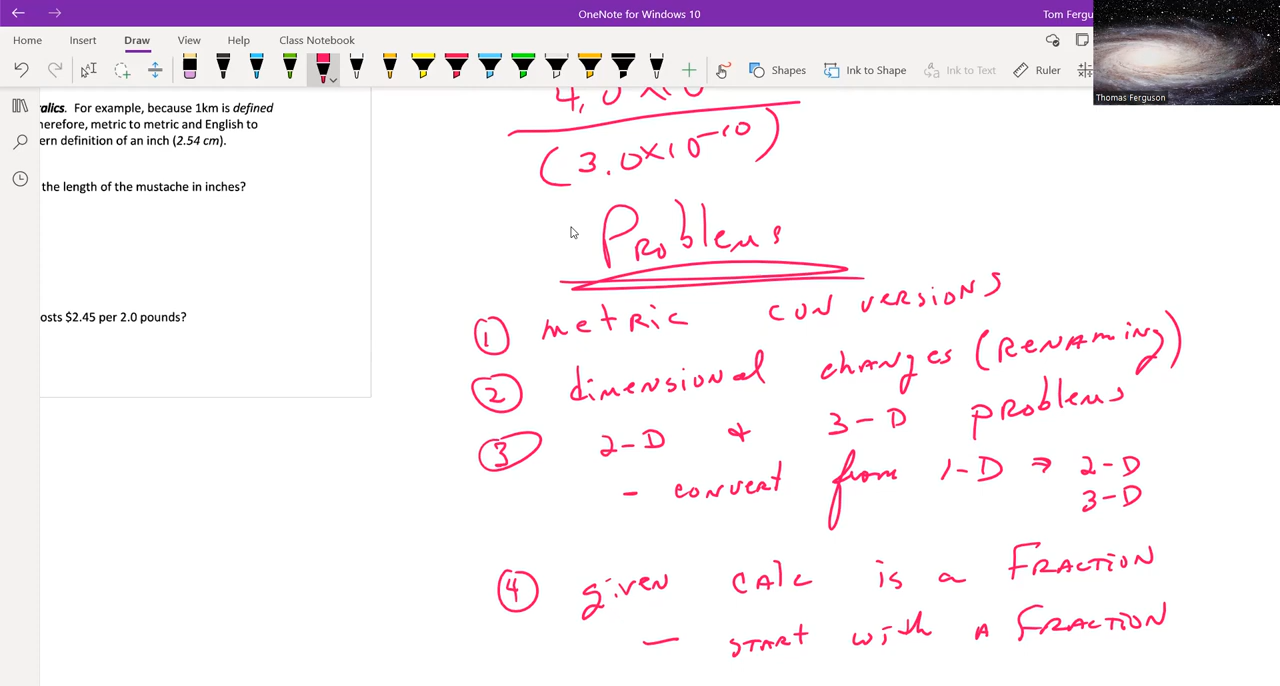 OneNote for Windows 10
Tom Fergu
Home Insert Draw View Help Class Notebook
Shapes Ink to Shape Ink to Text Ruler
Thomas Ferguson
alics. For example, because 1km is defined
herefore, metric to metric and English to
ern definition of an inch (2.54 cm).
the length of the mustache in inches?
osts $2.45 per 2.0 pounds?
4.0 x 10
(3.0×10-10)
Problems
1 metric conversions
2 dimensional changes (Renaming)
3 2-D + 3-D problems
- convert from 1-D → 2-D
3-D
4 given calc is a Fraction
- start with a Fraction